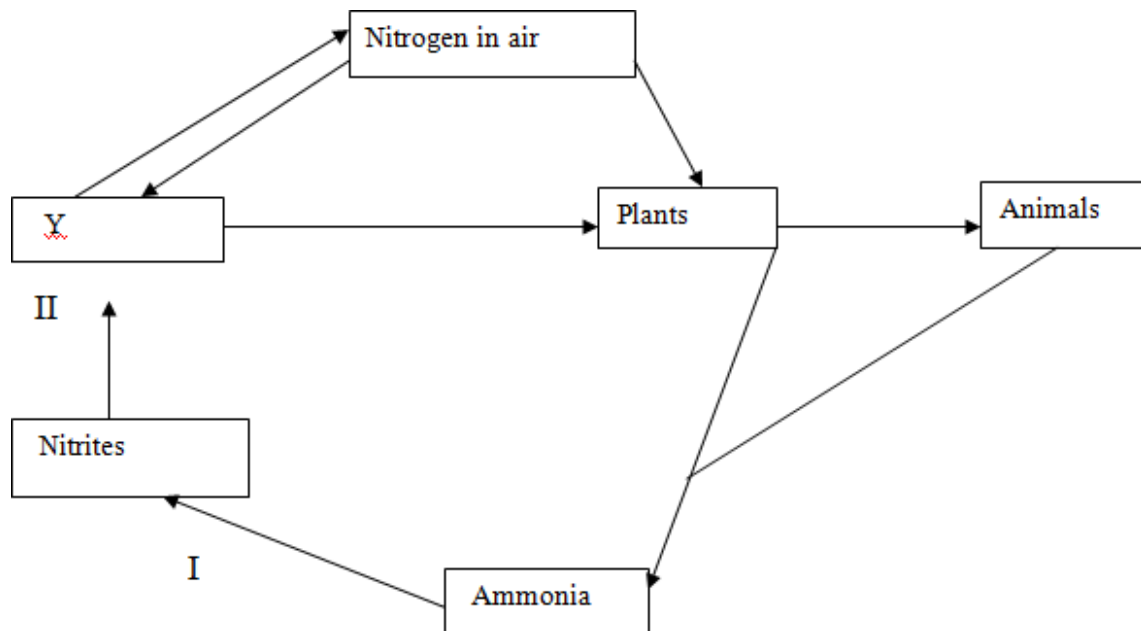 Nitrogen in air
Y
Plants
Animals
II
Nitrites
I
Ammonia